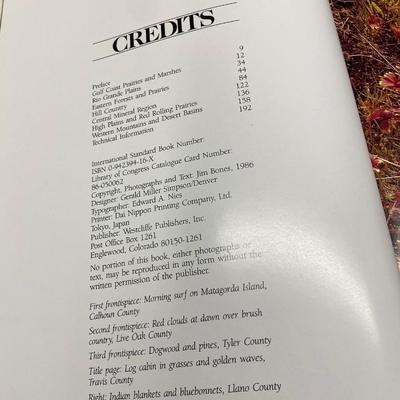 CREDITS
Preface 9
Gulf Coast Prairies and Marshes 12
Rio Grande Plains 34
Eastern Forests and Prairies 44
Hill Country 84
Central Mineral Region 122
High Plains and Red Rolling Prairies 136
Western Mountains and Desert Basins 158
Technical Information 192
International Standard Book Number:
ISBN 0-942394-16-X
Library of Congress Catalogue Card Number:
86-050062
Copyright, Photographs and Text: Jim Bones, 1986
Designer: Gerald Miller Simpson/Denver
Typographer: Edward A. Nies
Printer: Dai Nippon Printing Company, Ltd.
Tokyo, Japan
Publisher: Westcliffe Publishers, Inc.
Post Office Box 1261
Englewood, Colorado 80150-1261
No portion of this book, either photographs or
text, may be reproduced in any form without the
written permission of the publisher.
First frontispiece: Morning surf on Matagorda Island,
Calhoun County
Second frontispiece: Red clouds at dawn over brush
country, Live Oak County
Third frontispiece: Dogwood and pines, Tyler County
Title page: Log cabin in grasses and golden waves,
Travis County
Right: Indian blankets and bluebonnets, Llano County